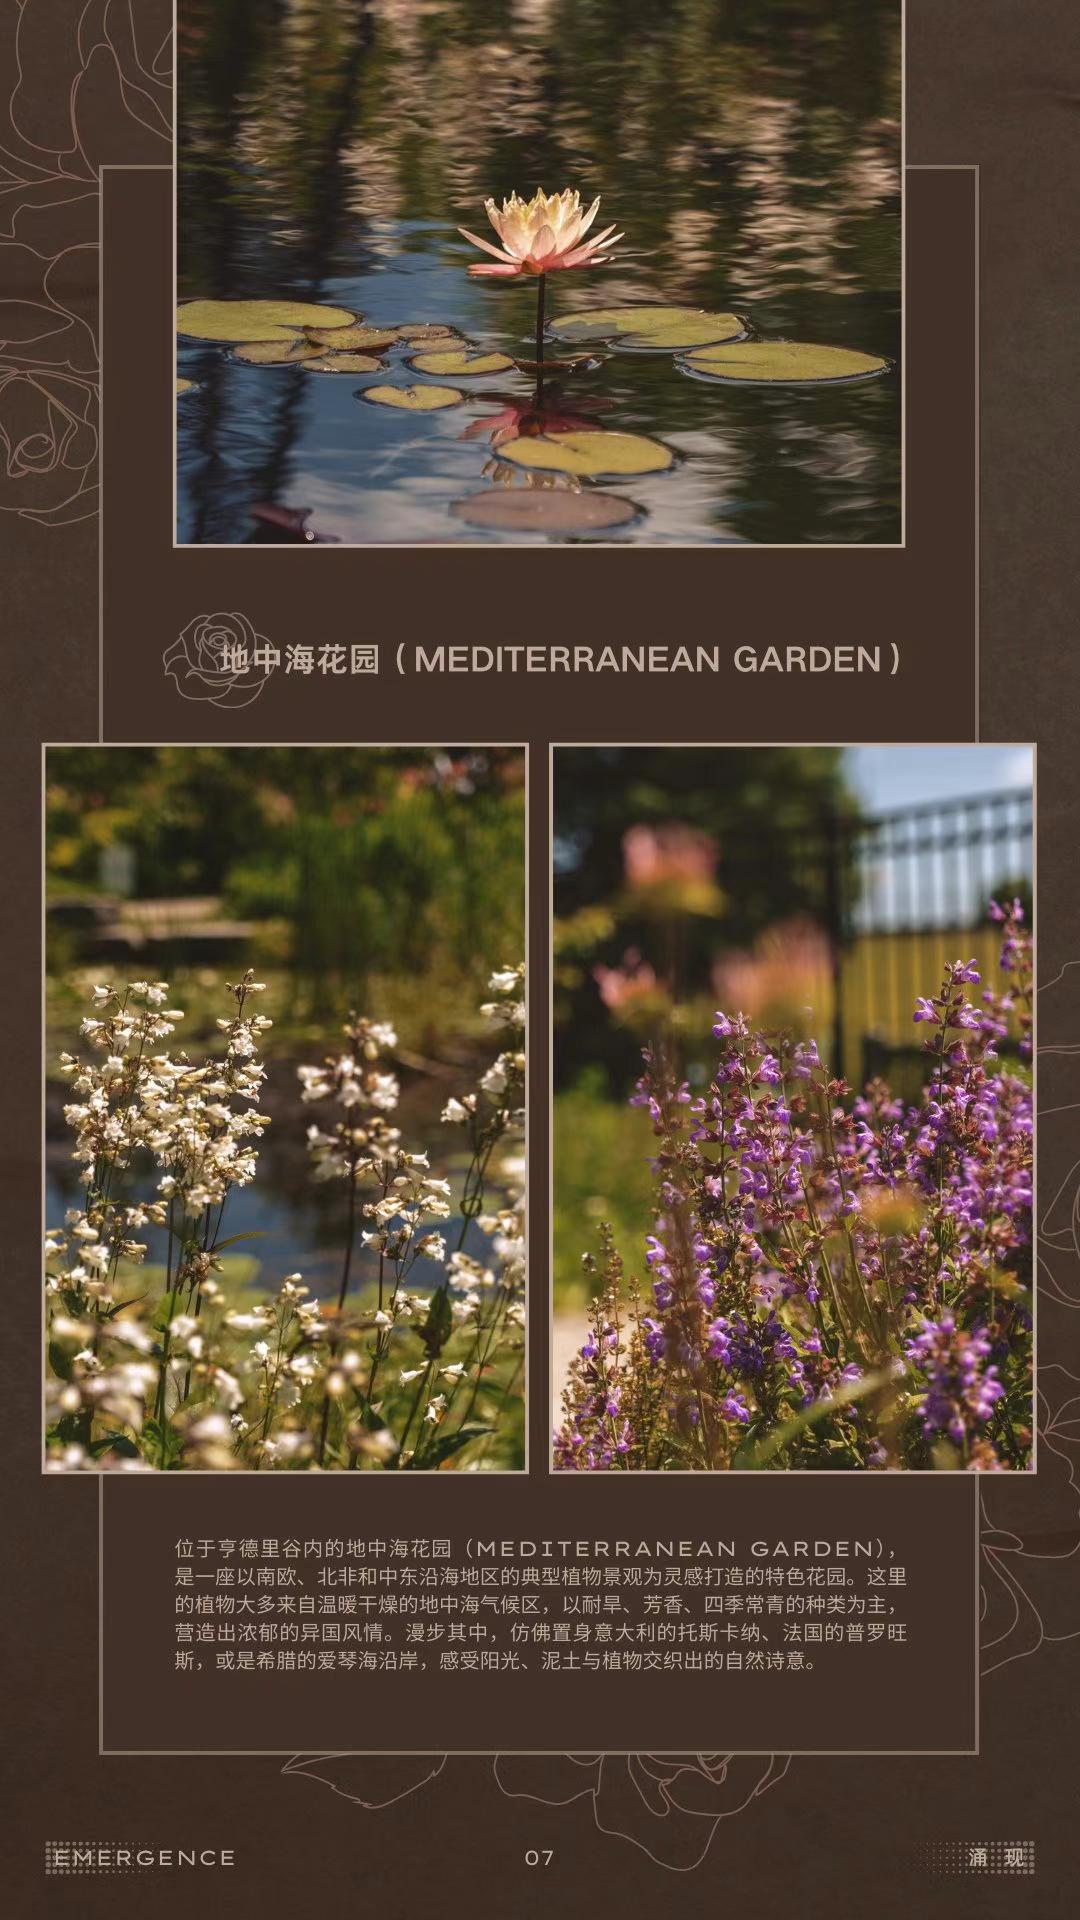 地中海花园（MEDITERRANEAN GARDEN）
位于亨德里谷内的地中海花园（MEDITERRANEAN GARDEN），
是一座以南欧、北非和中东沿海地区的典型植物景观为灵感打造的特色花园。这里
的植物大多来自温暖干燥的地中海气候区，以耐旱、芳香、四季常青的种类为主，
营造出浓郁的异国风情。漫步其中，仿佛置身意大利的托斯卡纳、法国的普罗旺
斯，或是希腊的爱琴海沿岸，感受阳光、泥土与植物交织出的自然诗意。
EMERGENCE
07
涌 现